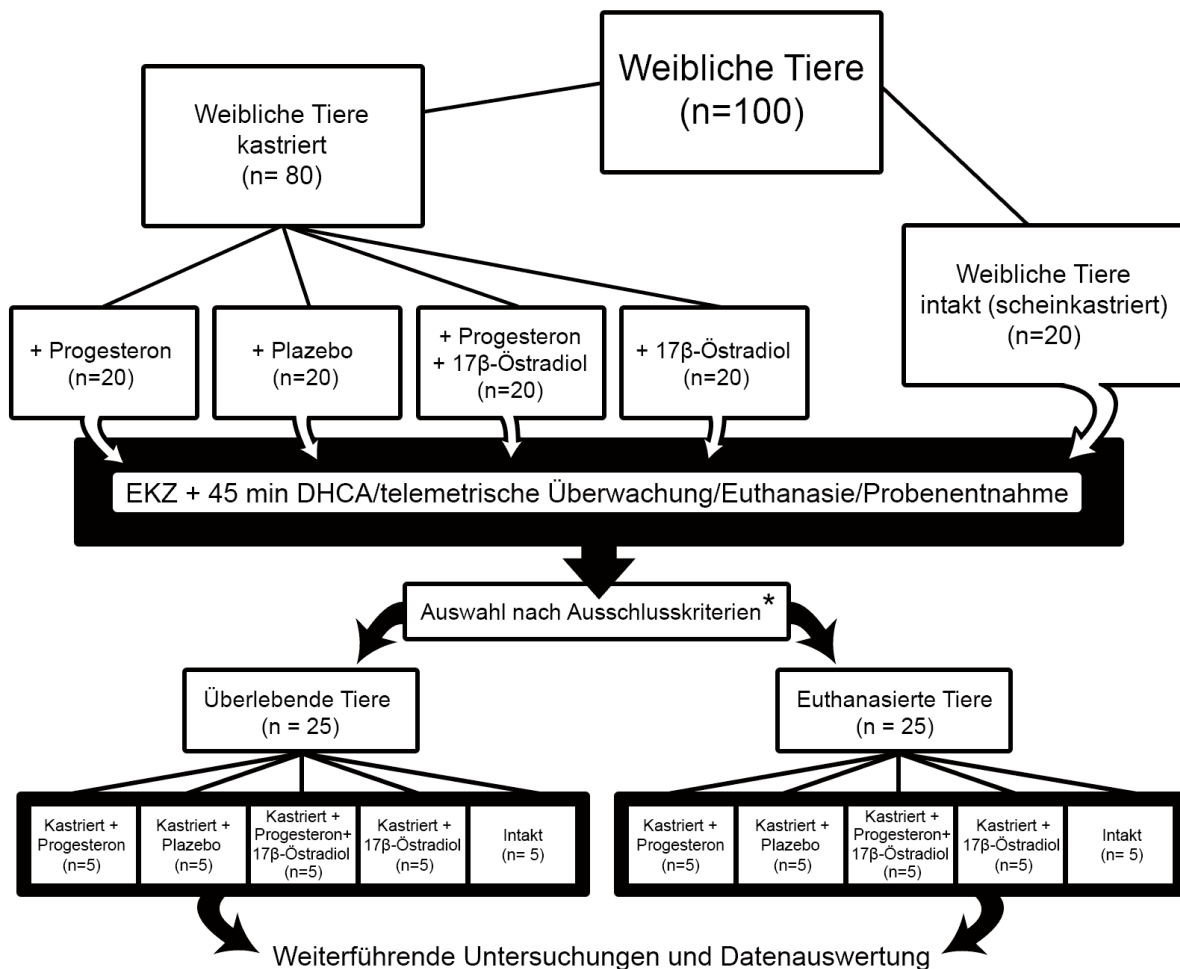 Weibliche Tiere
(n=100)
Weibliche Tiere
kastriert
(n= 80)
Weibliche Tiere
intakt (scheinkastriert)
(n=20)
+ Progesteron
(n=20)
+ Plazebo
(n=20)
+ Progesteron
+ 17β-Östradiol
(n=20)
+ 17β-Östradiol
(n=20)
EKZ + 45 min DHCA/telemetrische Überwachung/Euthanasie/Probenentnahme
Auswahl nach Ausschlusskriterien*
Überlebende Tiere
(n = 25)
Euthanasierte Tiere
(n = 25)
Kastriert +
Progesteron
(n=5)
Kastriert +
Plazebo
(n=5)
Kastriert +
Progesteron+
17β-Östradiol
(n=5)
Kastriert +
17β-Östradiol
(n=5)
Intakt
(n= 5)
Kastriert +
Progesteron
(n=5)
Kastriert +
Plazebo
(n=5)
Kastriert +
Progesteron+
17β-Östradiol
(n=5)
Kastriert +
17β-Östradiol
(n=5)
Intakt
(n= 5)
Weiterführende Untersuchungen und Datenauswertung